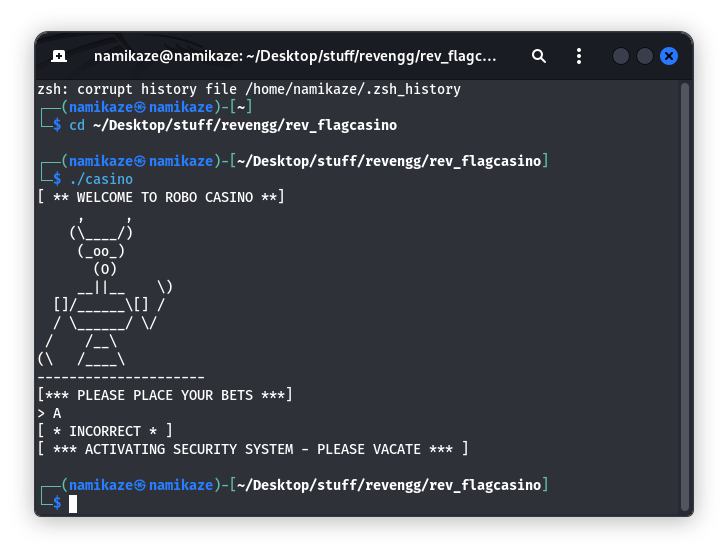 namikaze@namikaze: ~/Desktop/stuff/revengg/rev_flagc...
zsh: corrupt history file /home/namikaze/.zsh_history
┌──(namikaze㉿namikaze)-[~]
└─$ cd ~/Desktop/stuff/revengg/rev_flagcasino
┌──(namikaze㉿namikaze)-[~/Desktop/stuff/revengg/rev_flagcasino]
└─$ ./casino
[ ** WELCOME TO ROBO CASINO **]
     ,     ,
    (\____/)
     (_oo_)
       (O)
     __||__    \)
  []/______\[] /
  / \______/ \/
 /    /__\
(\   /____\
---------------------
[*** PLEASE PLACE YOUR BETS ***]
> A
[ * INCORRECT * ]
[ *** ACTIVATING SECURITY SYSTEM - PLEASE VACATE *** ]
┌──(namikaze㉿namikaze)-[~/Desktop/stuff/revengg/rev_flagcasino]
└─$